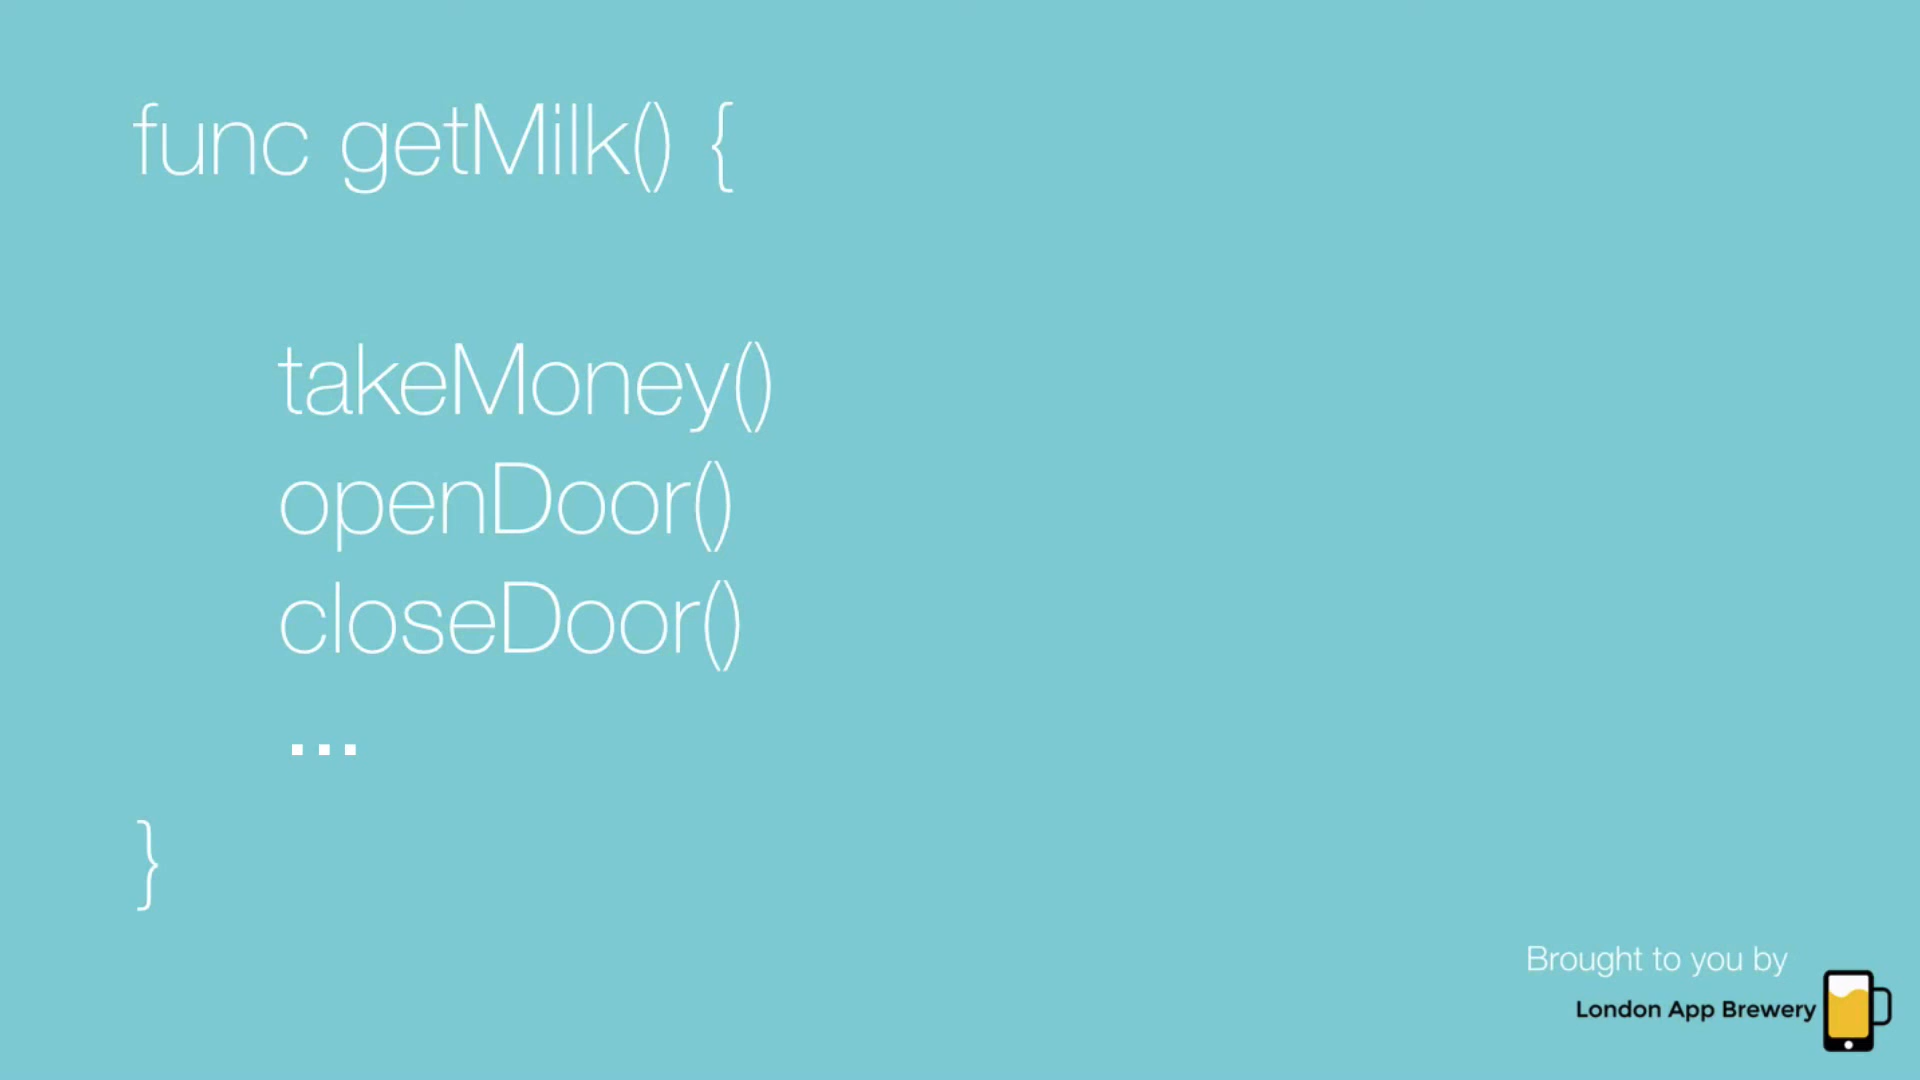 func getMilk() {
takeMoney()
openDoor()
closeDoor()
...
}
Brought to you by
London App Brewery